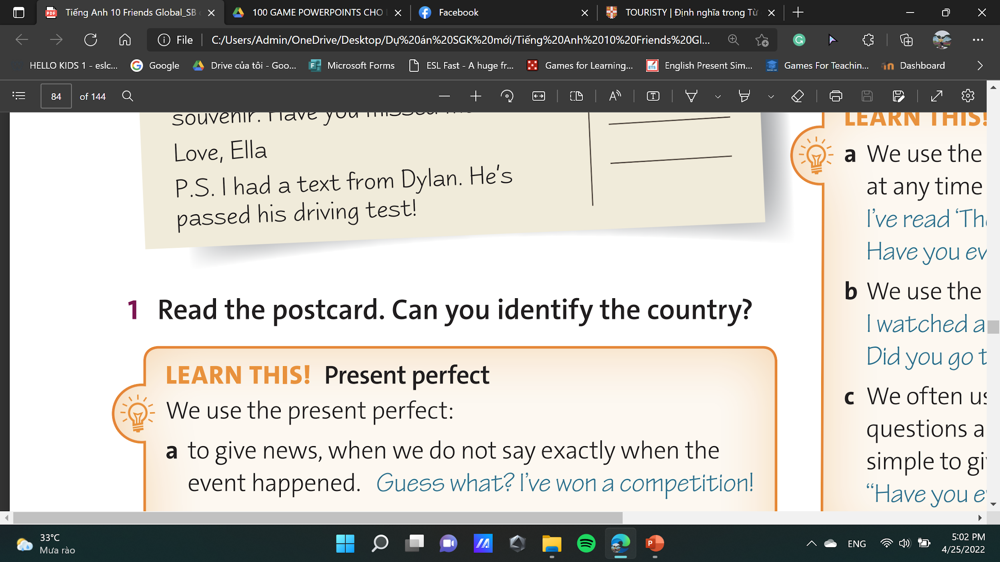 Tiếng Anh 10 Friends Global_SB
100 GAME POWERPOINTS CHO
Facebook
TOURISTY | Định nghĩa trong Từ
File
C:/Users/Admin/OneDrive/Desktop/Dự%20án%20SGK%20mới/Tiếng%20Anh%2010%20Friends%20Gl...
HELLO KIDS 1 - eslc...
Google
Drive của tôi - Goo...
Microsoft Forms
ESL Fast - A huge fr...
Games for Learning,...
English Present Sim...
Games For Teachin...
Dashboard
84 of 144
souvenir. Have you missed me
Love, Ella
P.S. I had a text from Dylan. He's
passed his driving test!
1 Read the postcard. Can you identify the country?
LEARN THIS! Present perfect
We use the present perfect:
a to give news, when we do not say exactly when the
event happened. Guess what? I've won a competition!
LEARN THIS!
a We use the
at any time
I've read 'Th
Have you ev
b We use the
I watched a
Did you go t
c We often us
questions a
simple to gi
"Have you e
33°C
Mưa rào
ENG
5:02 PM
4/25/2022